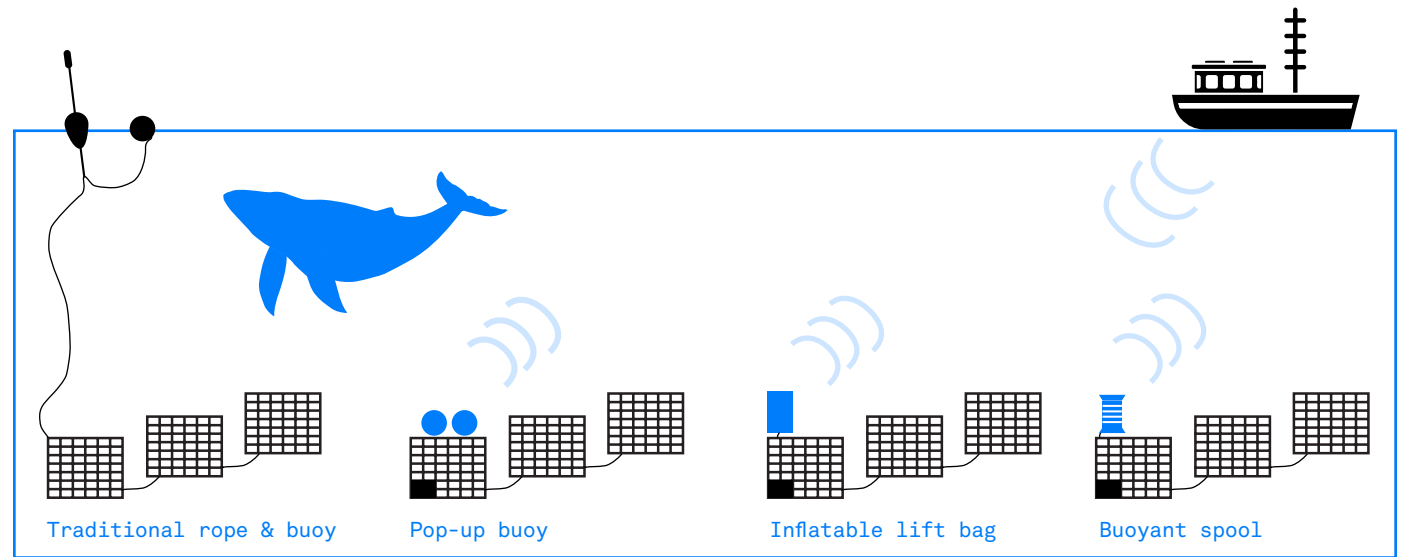 Traditional rope & buoy
Pop-up buoy
Inflatable lift bag
Buoyant spool